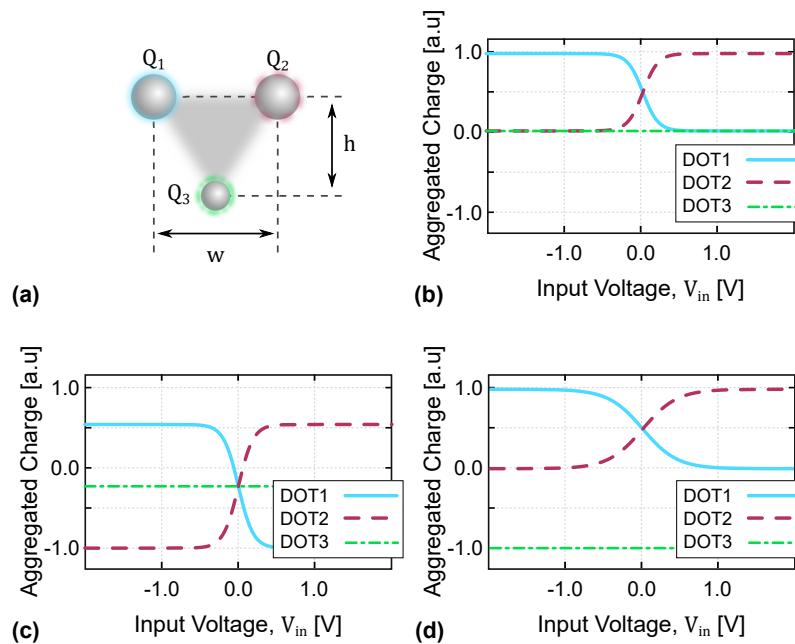 Q1
Q2
Q3
h
w
(a)
Aggregated Charge [a.u]
1.0
0.0
-1.0
DOT1
DOT2
DOT3
-1.0
0.0
1.0
Input Voltage, Vin [V]
(b)
Aggregated Charge [a.u]
1.0
0.0
-1.0
DOT1
DOT2
DOT3
-1.0
0.0
1.0
Input Voltage, Vin [V]
(c)
Aggregated Charge [a.u]
1.0
0.0
-1.0
DOT1
DOT2
DOT3
-1.0
0.0
1.0
Input Voltage, Vin [V]
(d)